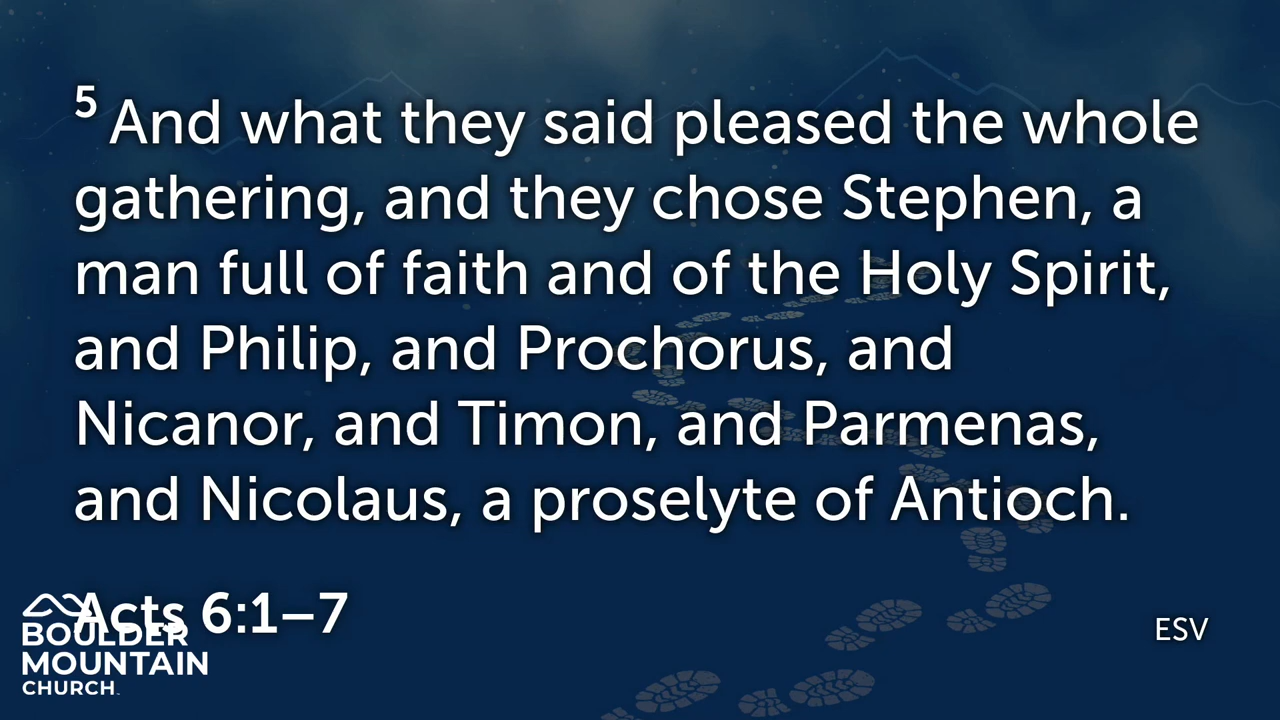 5 And what they said pleased the whole
gathering, and they chose Stephen, a
man full of faith and of the Holy Spirit,
and Philip, and Prochorus, and
Nicanor, and Timon, and Parmenas,
and Nicolaus, a proselyte of Antioch.
Acts 6:1–7
ESV
BOULDER
MOUNTAIN
CHURCH